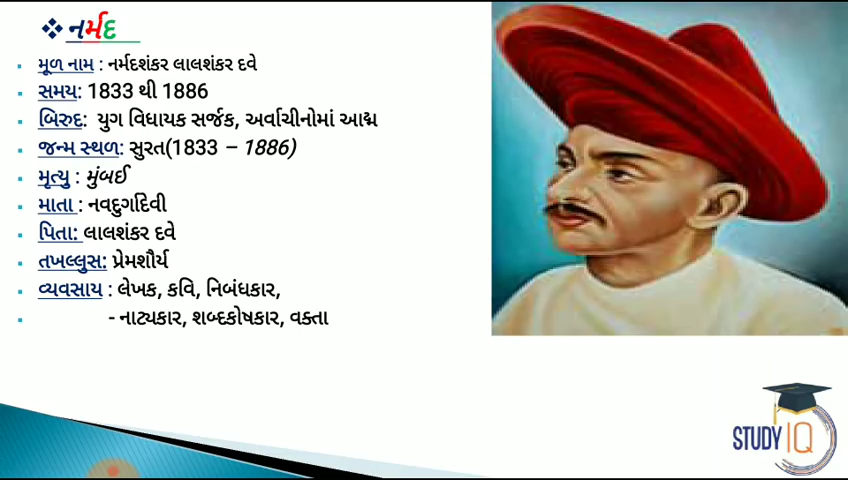 ❖ નર્મદ
▪ મૂળ નામ : નર્મદશંકર લાલશંકર દવે
▪ સમય: 1833 થી 1886
▪ બિરુદ: યુગ વિધાયક સર્જક, અર્વાચીનોમાં આદ્ય
▪ જન્મ સ્થળ: સુરત(1833 – 1886)
▪ મૃત્યુ : મુંબઈ
▪ માતા : નવદુર્ગાદેવી
▪ પિતા: લાલશંકર દવે
▪ તખલ્લુસ: પ્રેમશૌર્ય
▪ વ્યવસાય : લેખક, કવિ, નિબંધકાર,
▪ - નાટ્યકાર, શબ્દકોષકાર, વક્તા
STUDY IQ